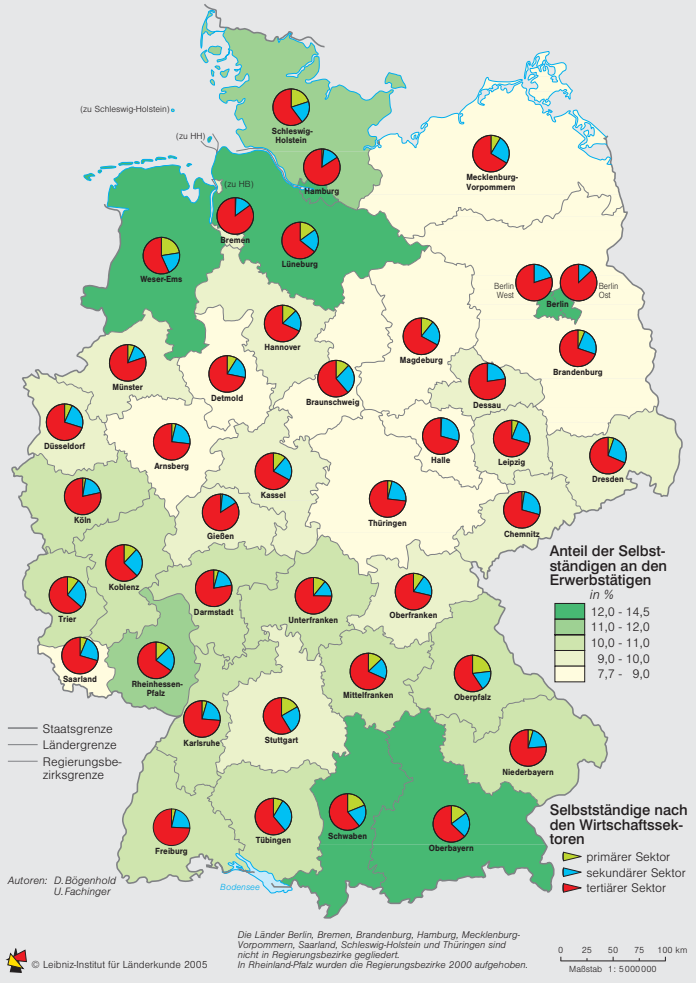 (zu Schleswig-Holstein)
Schleswig-
Holstein
(zu HH)
Mecklenburg-
Vorpommern
(zu HB)
Hamburg
Bremen
Lüneburg
Weser-Ems
Berlin
West
Berlin
Ost
Berlin
Hannover
Magdeburg
Brandenburg
Münster
Detmold
Braunschweig
Dessau
Düsseldorf
Arnsberg
Halle
Leipzig
Kassel
Dresden
Köln
Thüringen
Gießen
Chemnitz
Koblenz
Trier
Darmstadt
Unterfranken
Oberfranken
Saarland
Rheinhessen-
Pfalz
Mittelfranken
Oberpfalz
Karlsruhe
Stuttgart
Niederbayern
Freiburg
Tübingen
Schwaben
Oberbayern
Bodensee
Anteil der Selbst-
ständigen an den
Erwerbstätigen
in %
12,0 - 14,5
11,0 - 12,0
10,0 - 11,0
9,0 - 10,0
7,7 - 9,0
Staatsgrenze
Ländergrenze
Regierungsbe-
zirksgrenze
Selbstständige nach
den Wirtschaftssek-
toren
primärer Sektor
sekundärer Sektor
tertiärer Sektor
Autoren: D.Bögenhold
U.Fachinger
Die Länder Berlin, Bremen, Brandenburg, Hamburg, Mecklenburg-
Vorpommern, Saarland, Schleswig-Holstein und Thüringen sind
nicht in Regierungsbezirke gegliedert.
In Rheinland-Pfalz wurden die Regierungsbezirke 2000 aufgehoben.
© Leibniz-Institut für Länderkunde 2005
0 25 50 75 100 km
Maßstab 1: 5000000